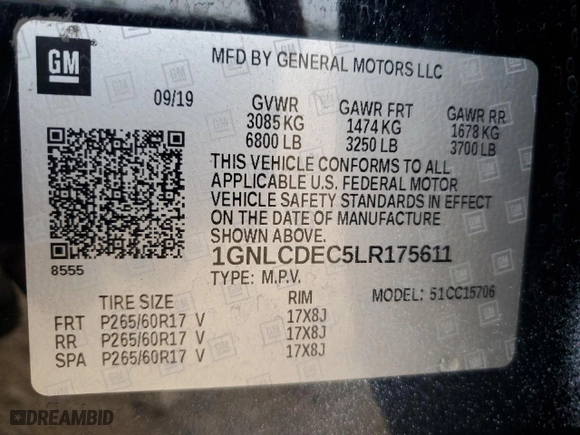 GM
MFD BY GENERAL MOTORS LLC
09/19
GVWR GAWR FRT GAWR RR
3085 KG 1474 KG 1678 KG
6800 LB 3250 LB 3700 LB
THIS VEHICLE CONFORMS TO ALL
APPLICABLE U.S. FEDERAL MOTOR
VEHICLE SAFETY STANDARDS IN EFFECT
ON THE DATE OF MANUFACTURE
SHOWN ABOVE.
1GNLCDEC5LR175611
8555
TYPE: M.P.V.
MODEL: 51CC15706
TIRE SIZE RIM
FRT P265/60R17 V 17X8J
RR P265/60R17 V 17X8J
SPA P265/60R17 V 17X8J
DREAMBID